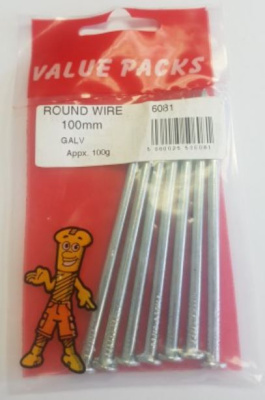 VALUE PACKS
ROUND WIRE 6081
100mm
GALV
Appx. 100g